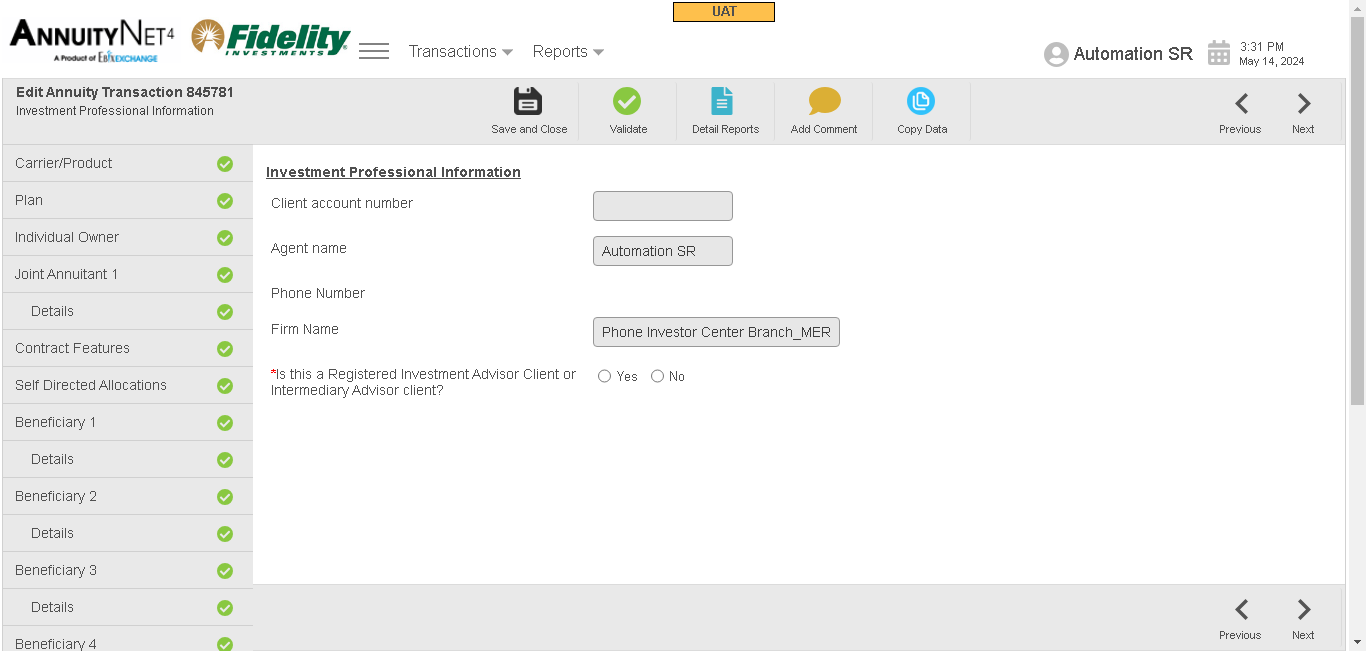 UAT
ANNUITYNET4
A Product of EBIXEXCHANGE
Fidelity
INVESTMENTS
Transactions
Reports
Automation SR
3:31 PM
May 14, 2024
Edit Annuity Transaction 845781
Investment Professional Information
Save and Close
Validate
Detail Reports
Add Comment
Copy Data
Previous
Next
Carrier/Product
Plan
Individual Owner
Joint Annuitant 1
Details
Contract Features
Self Directed Allocations
Beneficiary 1
Details
Beneficiary 2
Details
Beneficiary 3
Details
Beneficiary 4
Investment Professional Information
Client account number
Agent name
Automation SR
Phone Number
Firm Name
Phone Investor Center Branch_MER
*Is this a Registered Investment Advisor Client or
Intermediary Advisor client?
Yes
No
Previous
Next